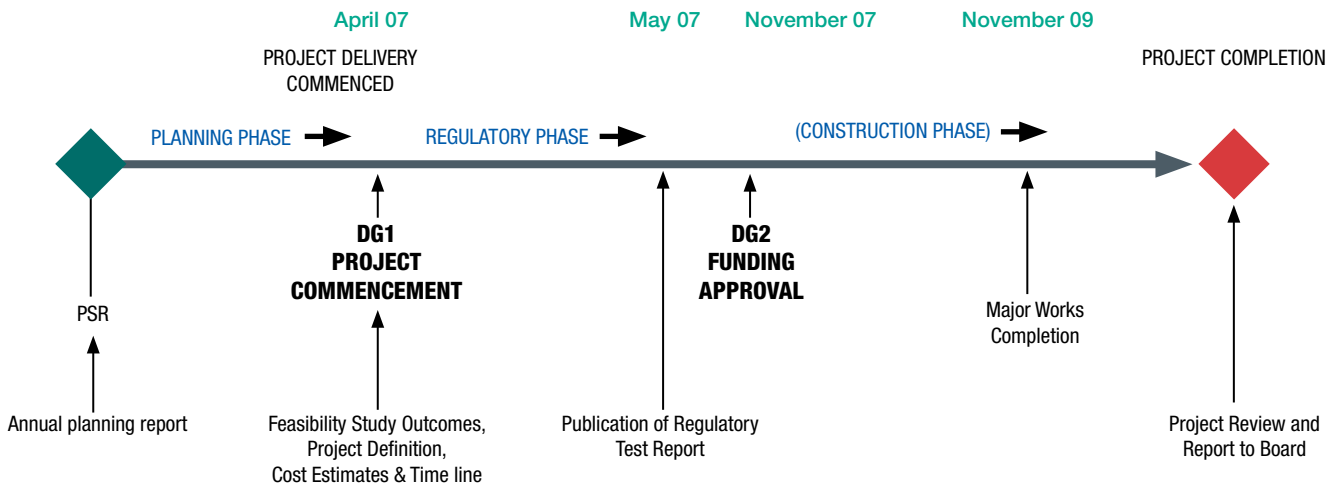 April 07
May 07
November 07
November 09
PROJECT DELIVERY
COMMENCED
PROJECT COMPLETION
PLANNING PHASE
REGULATORY PHASE
(CONSTRUCTION PHASE)
DG1
PROJECT
COMMENCEMENT
DG2
FUNDING
APPROVAL
PSR
Major Works
Completion
Annual planning report
Feasibility Study Outcomes,
Project Definition,
Cost Estimates & Time line
Publication of Regulatory
Test Report
Project Review and
Report to Board